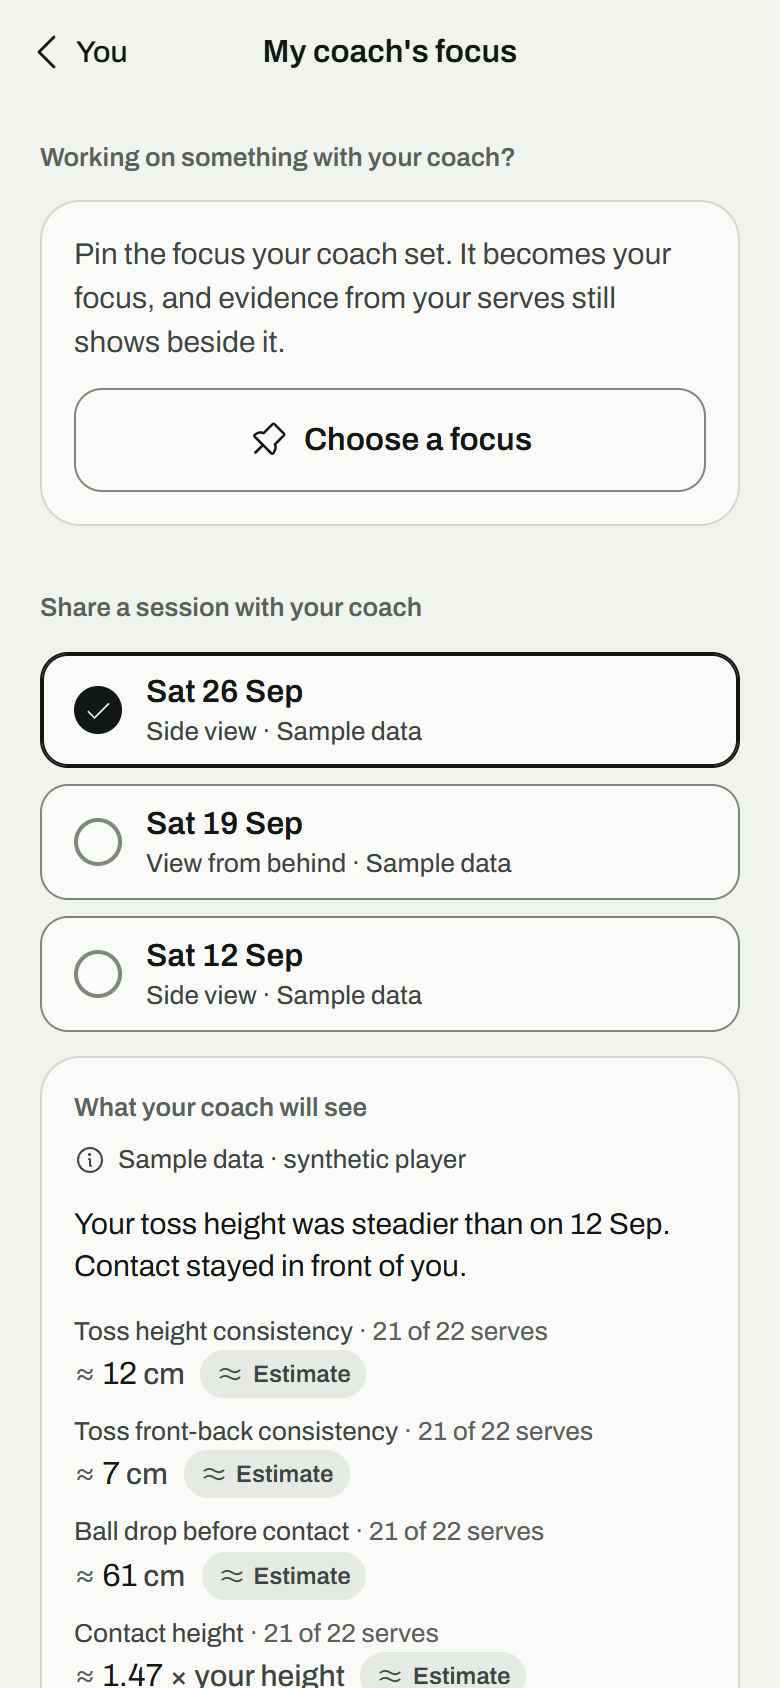 You
My coach's focus
Working on something with your coach?
Pin the focus your coach set. It becomes your
focus, and evidence from your serves still
shows beside it.
Choose a focus
Share a session with your coach
Sat 26 Sep
Side view · Sample data
Sat 19 Sep
View from behind · Sample data
Sat 12 Sep
Side view · Sample data
What your coach will see
Sample data · synthetic player
Your toss height was steadier than on 12 Sep.
Contact stayed in front of you.
Toss height consistency · 21 of 22 serves
≈ 12 cm ≈ Estimate
Toss front-back consistency · 21 of 22 serves
≈ 7 cm ≈ Estimate
Ball drop before contact · 21 of 22 serves
≈ 61 cm ≈ Estimate
Contact height · 21 of 22 serves
≈ 1.47 × your height ≈ Estimate